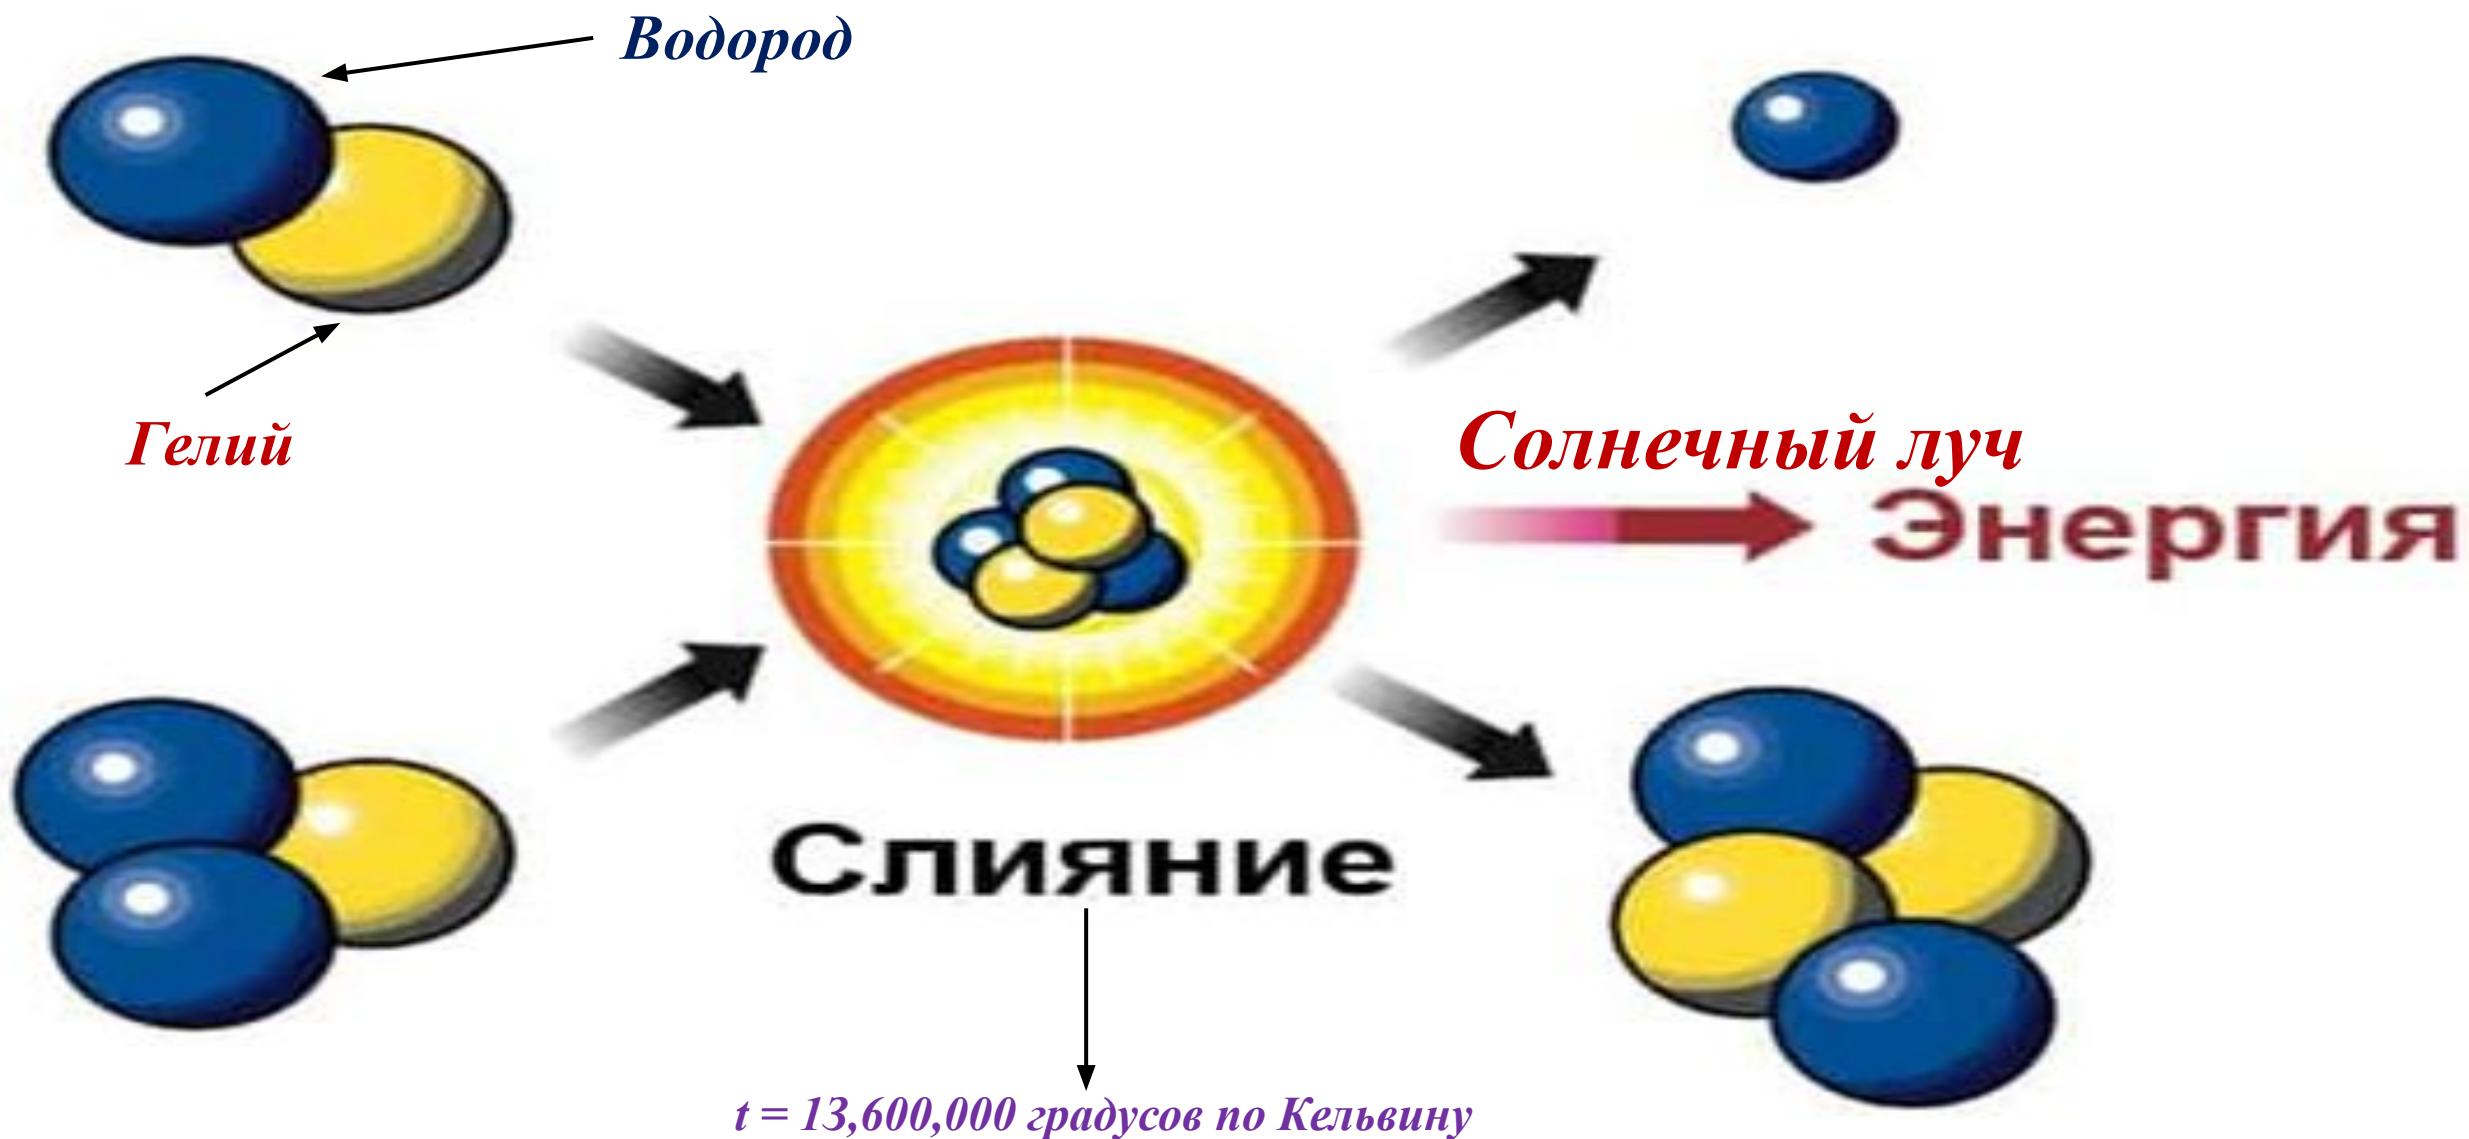 Водород
Гелий
Солнечный луч
Энергия
Слияние
t = 13,600,000 градусов по Кельвину